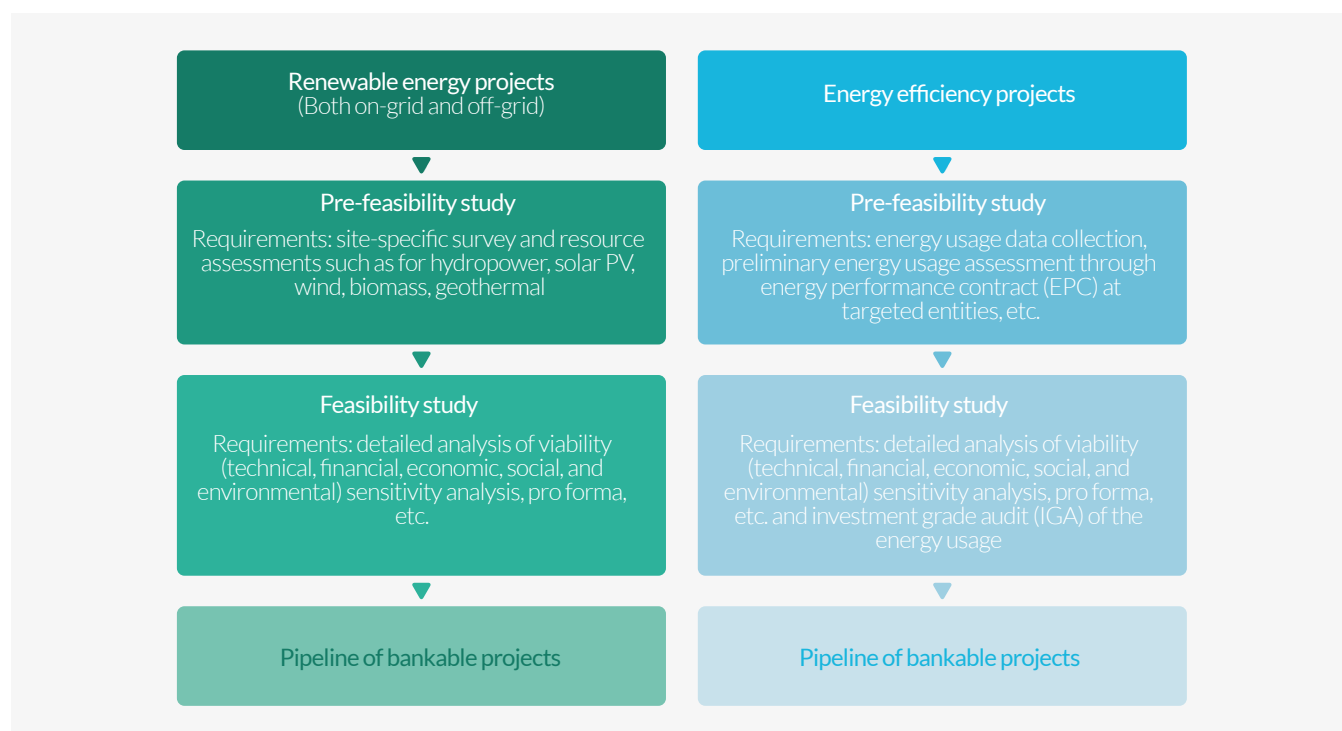 Renewable energy projects
(Both on-grid and off-grid)
Pre-feasibility study
Requirements: site-specific survey and resource
assessments such as for hydropower, solar PV,
wind, biomass, geothermal
Feasibility study
Requirements: detailed analysis of viability
(technical, financial, economic, social, and
environmental) sensitivity analysis, pro forma,
etc.
Pipeline of bankable projects
Energy efficiency projects
Pre-feasibility study
Requirements: energy usage data collection,
preliminary energy usage assessment through
energy performance contract (EPC) at
targeted entities, etc.
Feasibility study
Requirements: detailed analysis of viability
(technical, financial, economic, social, and
environmental) sensitivity analysis, pro forma,
etc. and investment grade audit (IGA) of the
energy usage
Pipeline of bankable projects